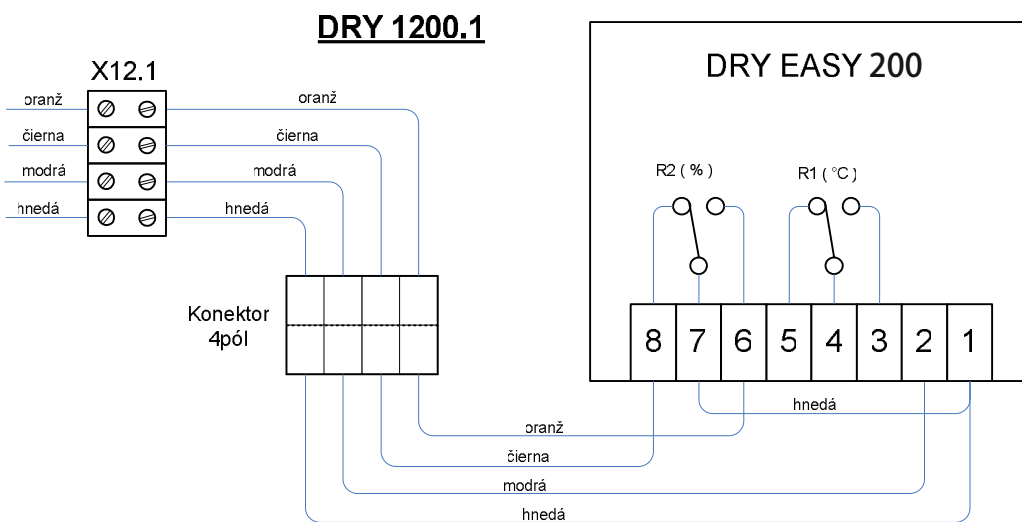 DRY 1200.1
X12.1
oranž
čierna
modrá
hnedá
oranž
čierna
modrá
hnedá
Konektor
4pól
DRY EASY 200
R2 ( % )
R1 ( °C )
8 7 6 5 4 3 2 1
hnedá
oranž
čierna
modrá
hnedá